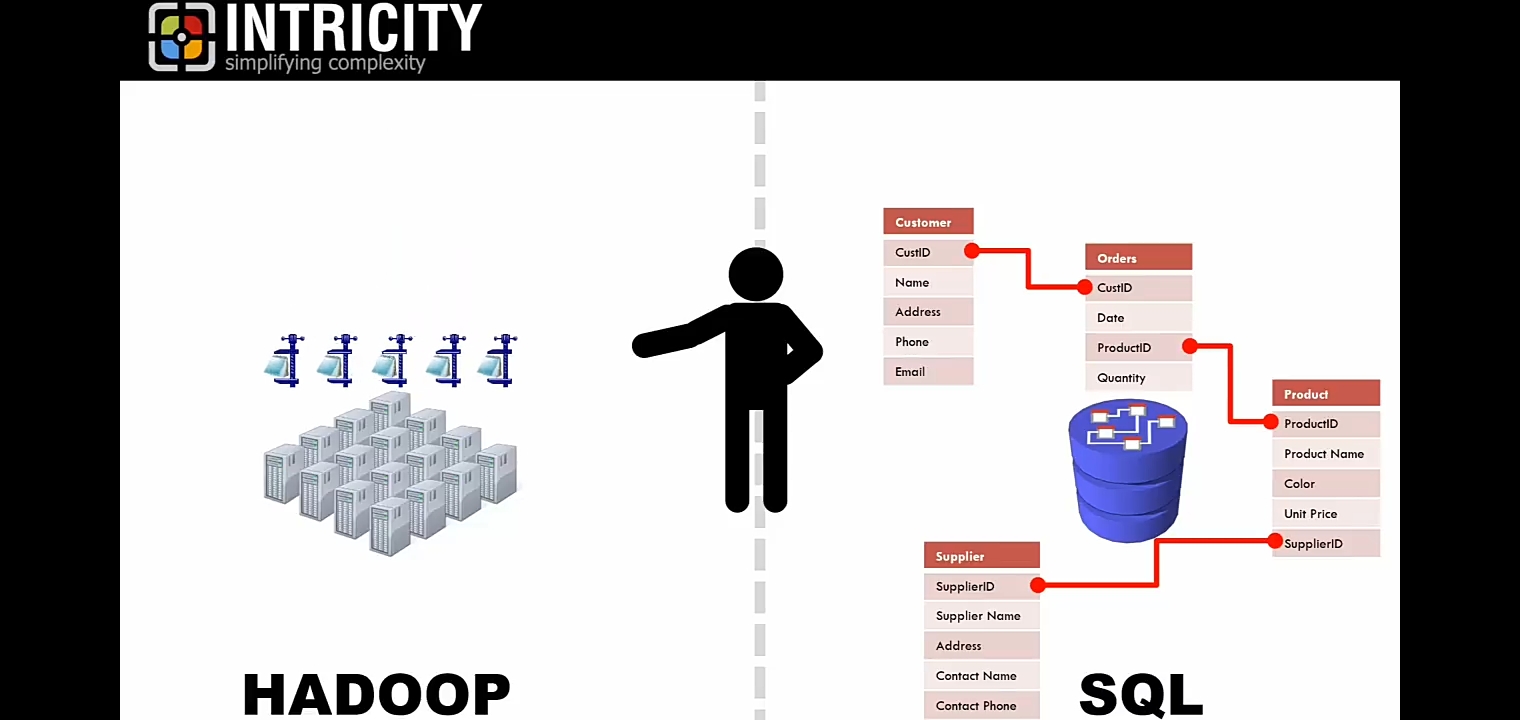 INTRICITY
simplifying complexity
Customer
CustID
Name
Address
Phone
Email
Orders
CustID
Date
ProductID
Quantity
Product
ProductID
Product Name
Color
Unit Price
SupplierID
Supplier
SupplierID
Supplier Name
Address
Contact Name
Contact Phone
HADOOP
SQL